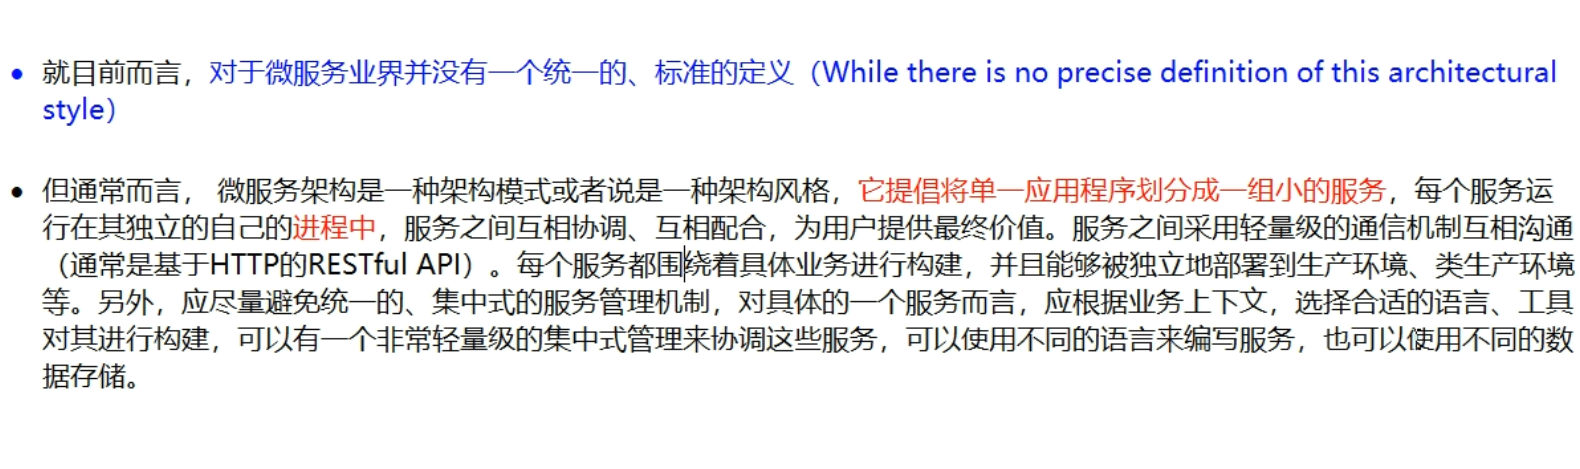 • 就目前而言，对于微服务业界并没有一个统一的、标准的定义（While there is no precise definition of this architectural
style）
• 但通常而言， 微服务架构是一种架构模式或者说是一种架构风格，它提倡将单一应用程序划分成一组小的服务，每个服务运
行在其独立的自己的进程中，服务之间互相协调、互相配合，为用户提供最终价值。服务之间采用轻量级的通信机制互相沟通
（通常是基于HTTP的RESTful API）。每个服务都围绕着具体业务进行构建，并且能够被独立地部署到生产环境、类生产环境
等。另外，应尽量避免统一的、集中式的服务管理机制，对具体的一个服务而言，应根据业务上下文，选择合适的语言、工具
对其进行构建，可以有一个非常轻量级的集中式管理来协调这些服务，可以使用不同的语言来编写服务，也可以使用不同的数
据存储。